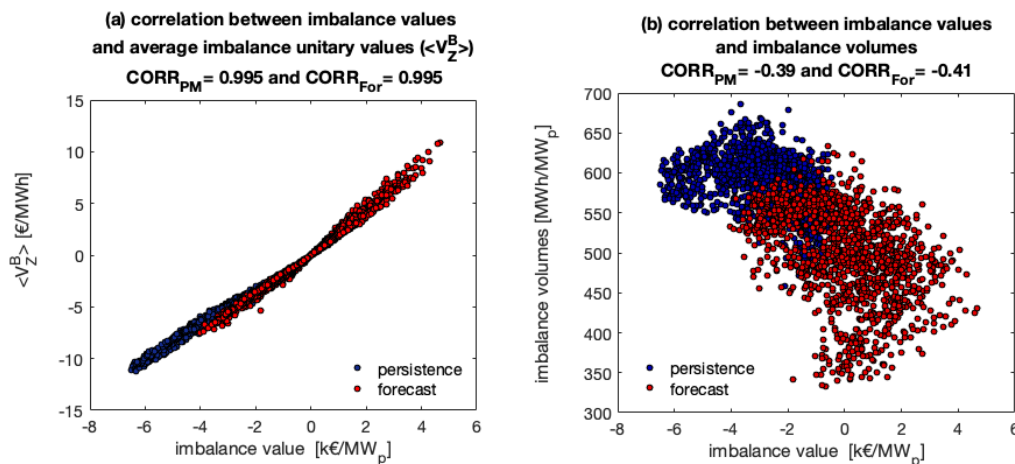 (a) correlation between imbalance values
and average imbalance unitary values (<V_Z^B>)
CORR_PM= 0.995 and CORR_For= 0.995
15
10
5
0
-5
-10
-15
<V_Z^B> [€/MWh]
persistence
forecast
-8 -6 -4 -2 0 2 4 6
imbalance value [k€/MW_p]
(b) correlation between imbalance values
and imbalance volumes
CORR_PM= -0.39 and CORR_For= -0.41
700
650
600
550
500
450
400
350
300
imbalance volumes [MWh/MW_p]
persistence
forecast
-8 -6 -4 -2 0 2 4 6
imbalance value [k€/MW_p]